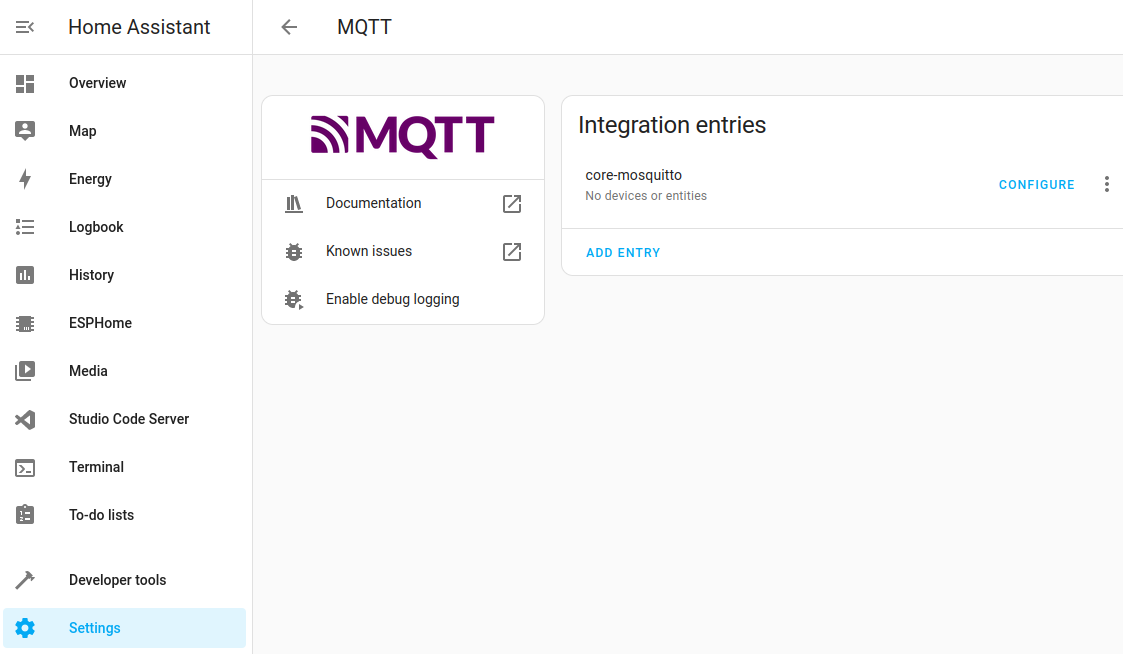 Home Assistant
MQTT
Overview
Map
Energy
Logbook
History
ESPHome
Media
Studio Code Server
Terminal
To-do lists
Developer tools
Settings
MQTT
Documentation
Known issues
Enable debug logging
Integration entries
core-mosquitto
No devices or entities
CONFIGURE
ADD ENTRY